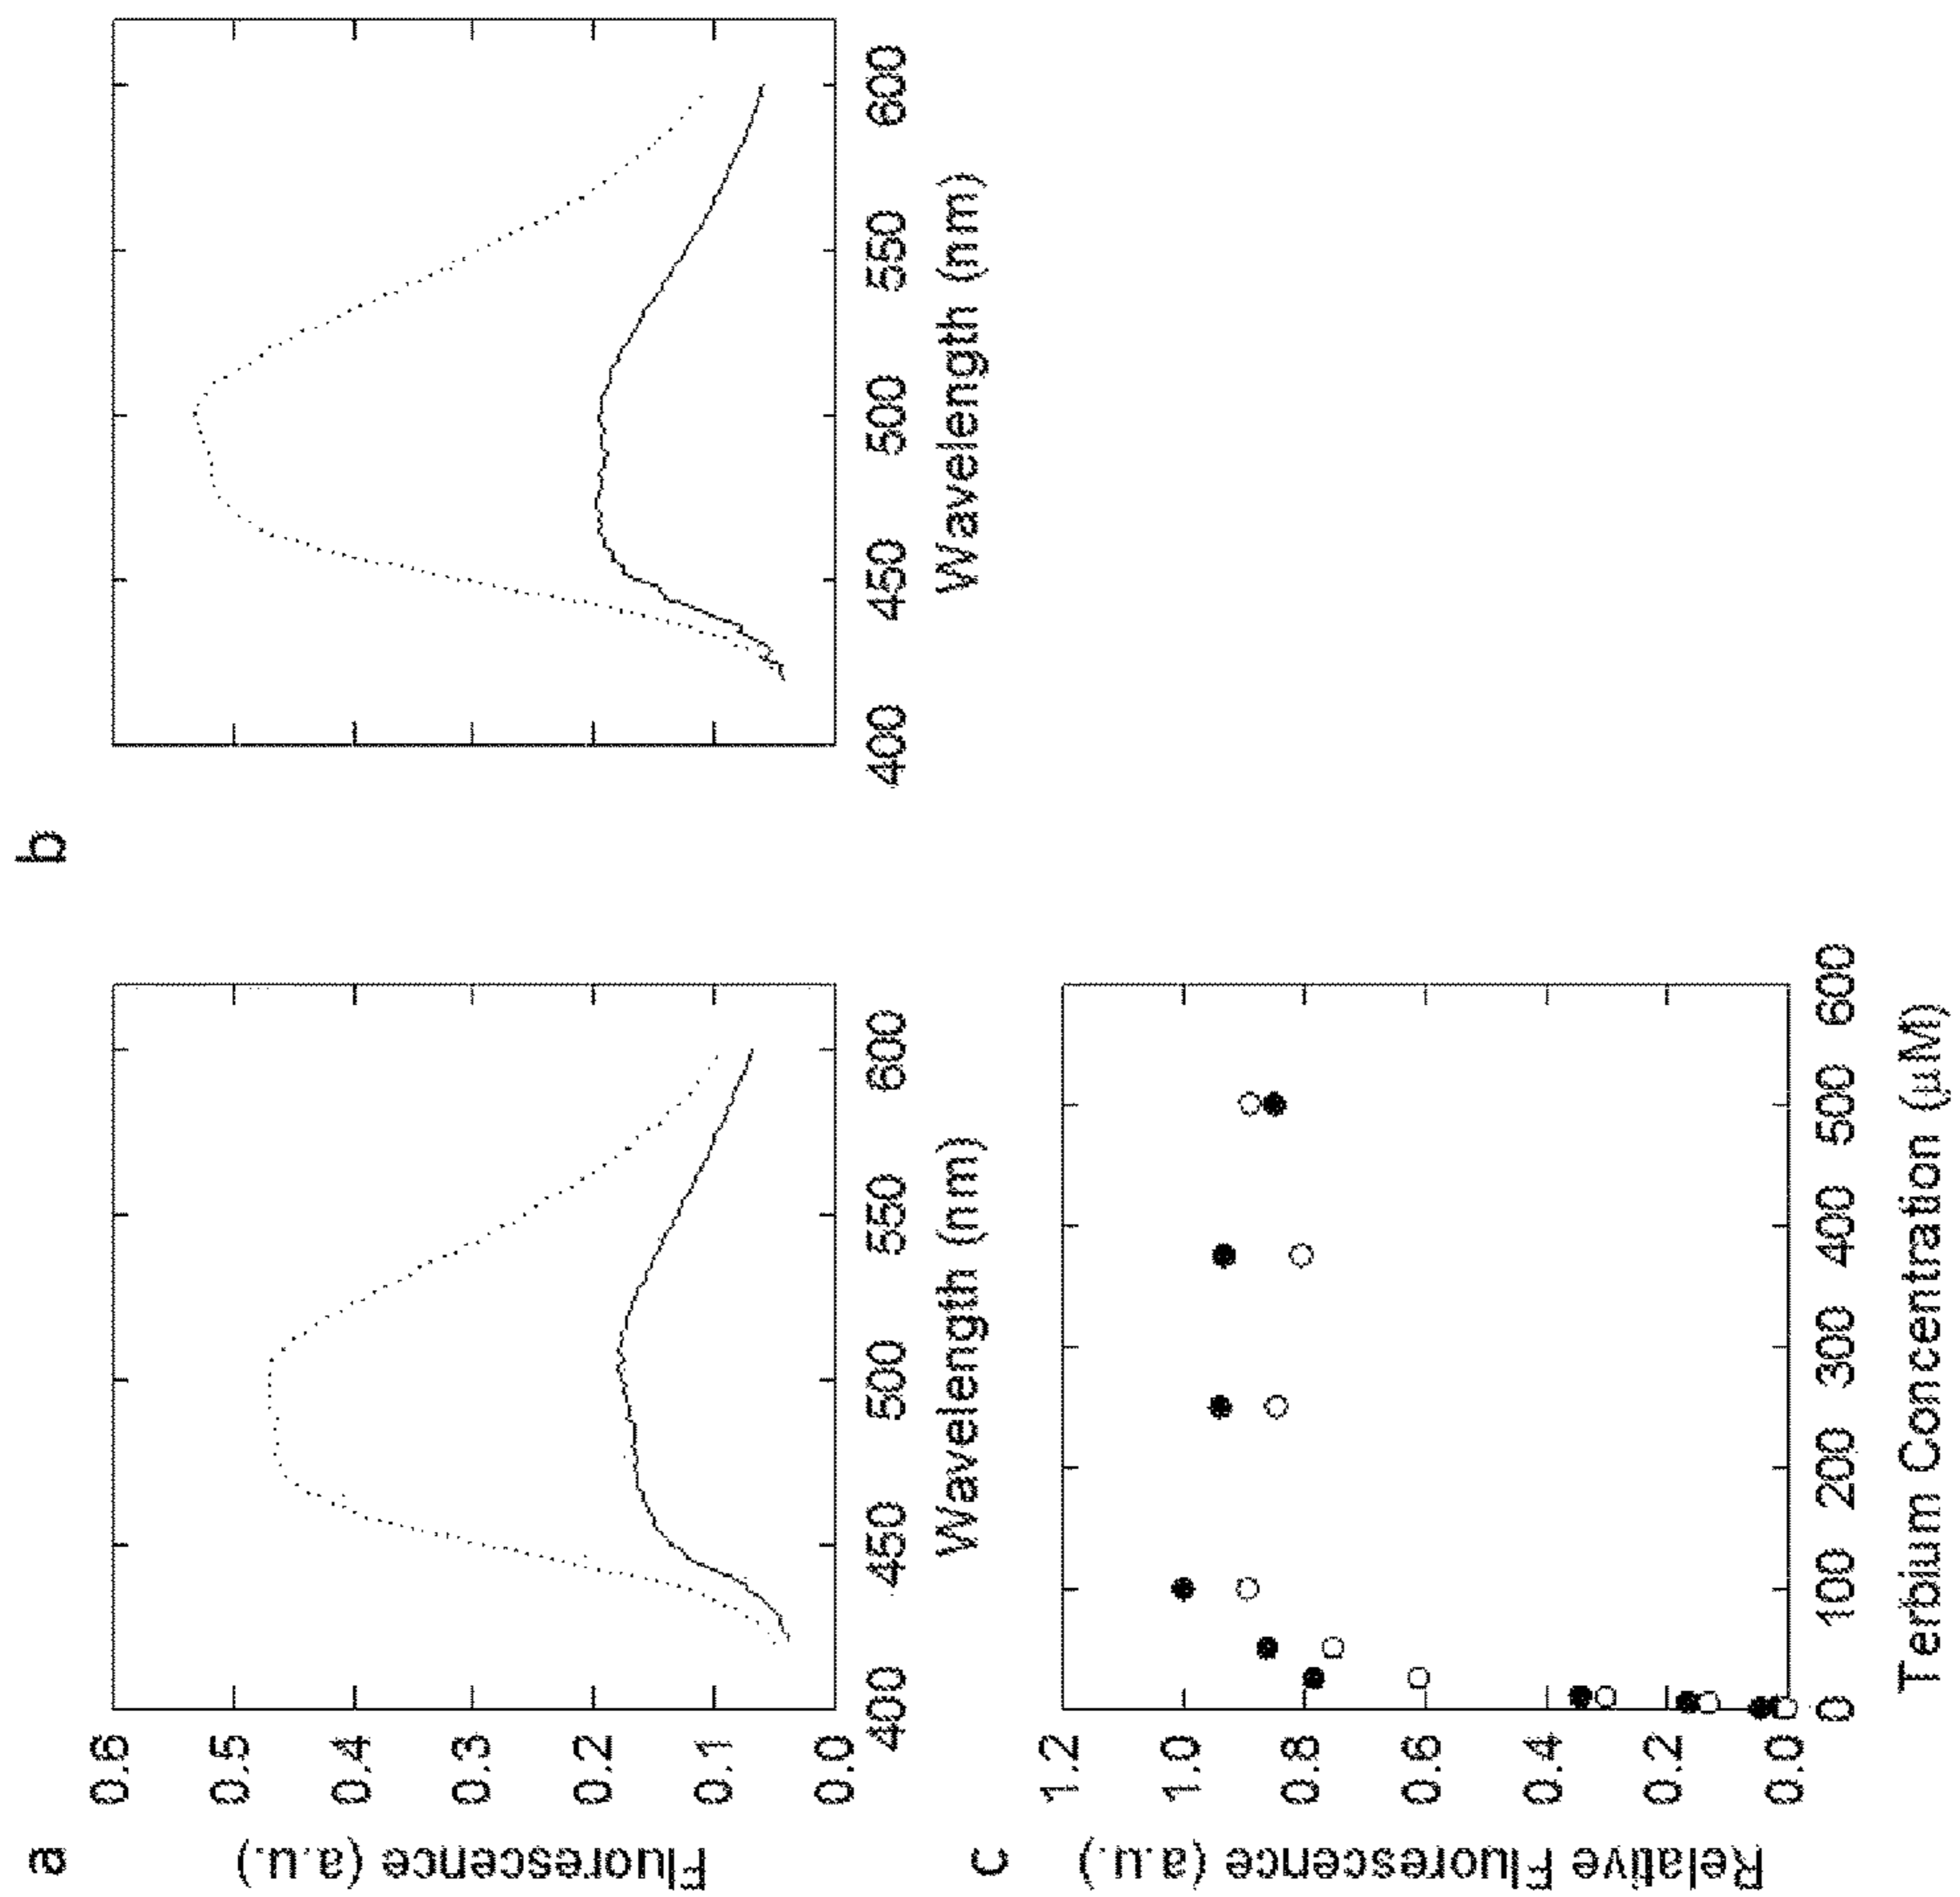 a
b
Fluorescence (a.u.)
0.6
0.5
0.4
0.3
0.2
0.1
0.0
400 450 500 550 600
Wavelength (nm)
400 450 500 550 600
Wavelength (nm)
c
Relative Fluorescence (a.u.)
1.2
1.0
0.8
0.6
0.4
0.2
0.0
0 100 200 300 400 500 600
Terbium Concentration (µM)